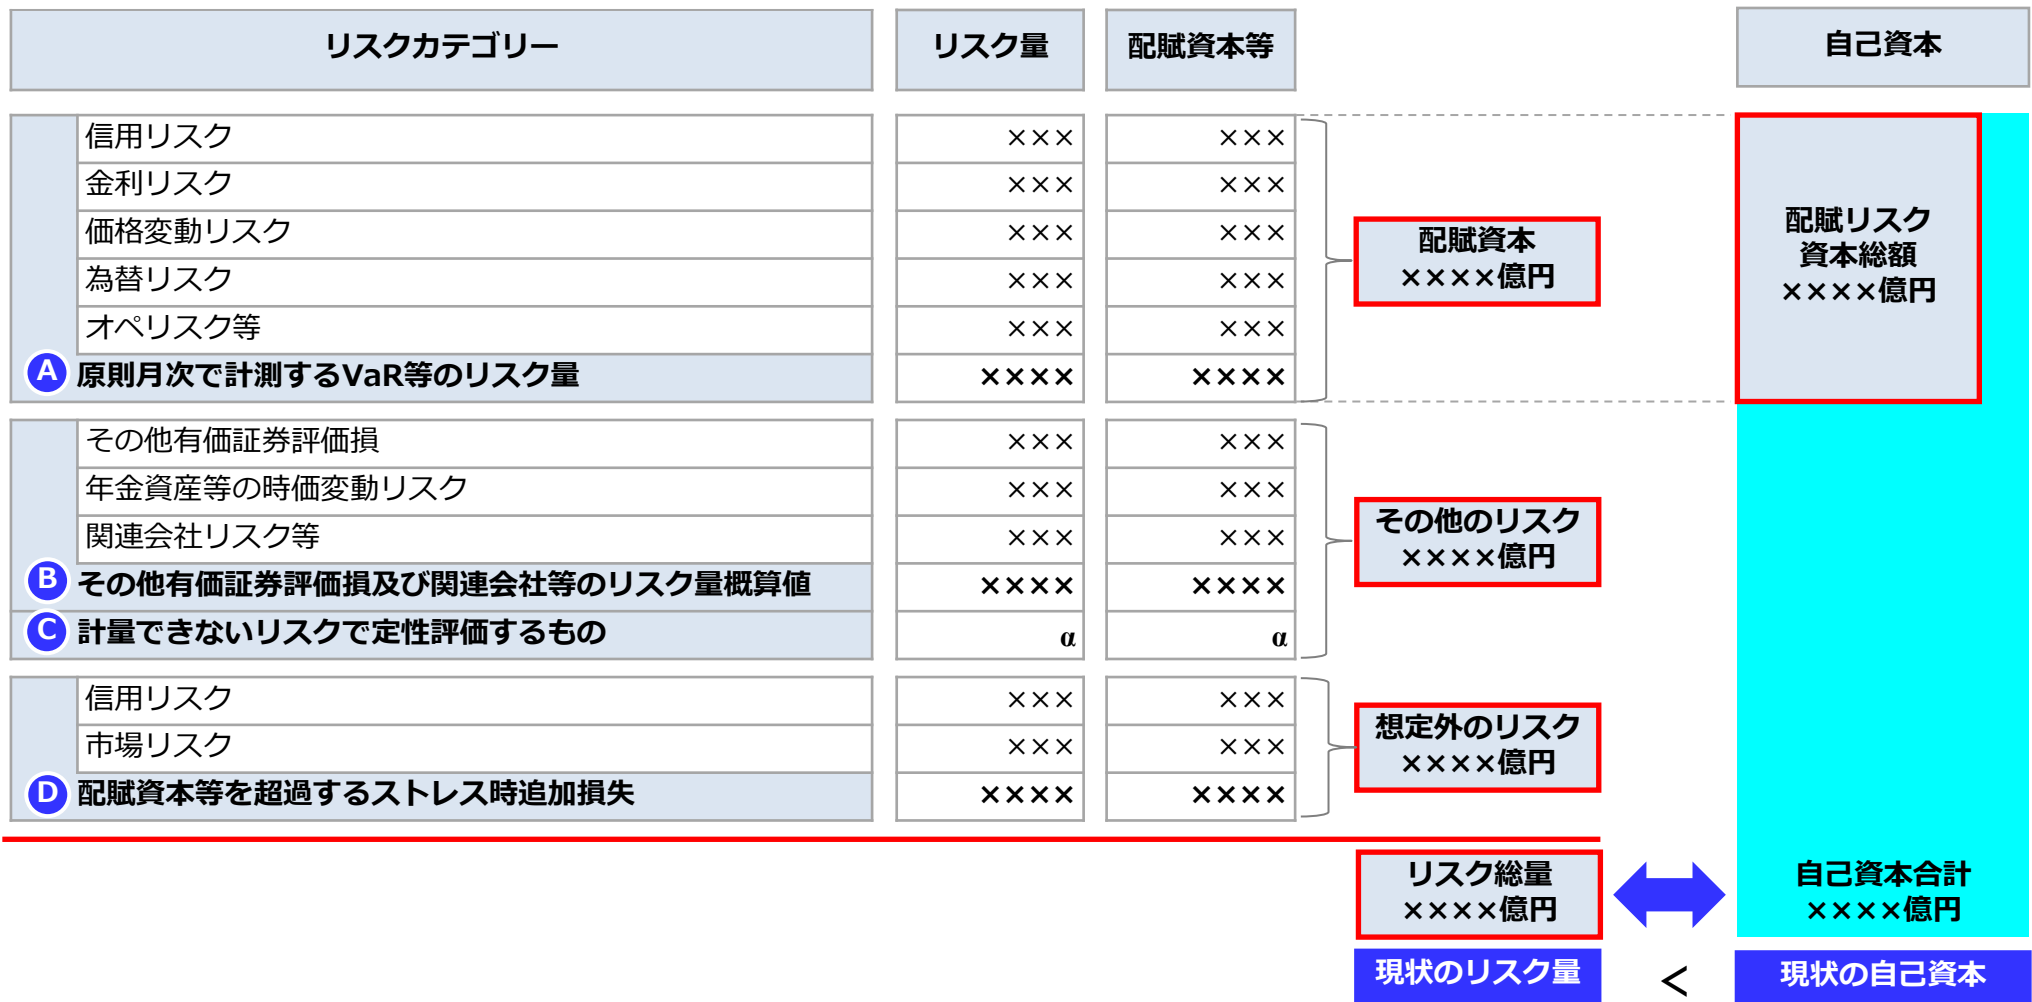 リスクカテゴリー リスク量 配賦資本等 自己資本
信用リスク ××× ×××
金利リスク ××× ×××
価格変動リスク ××× ×××
為替リスク ××× ×××
オペリスク等 ××× ×××
A 原則月次で計測するVaR等のリスク量 ×××× ××××
配賦資本
××××億円
配賦リスク
資本総額
××××億円
その他有価証券評価損 ××× ×××
年金資産等の時価変動リスク ××× ×××
関連会社リスク等 ××× ×××
B その他有価証券評価損及び関連会社等のリスク量概算値 ×××× ××××
C 計量できないリスクで定性評価するもの α α
その他のリスク
××××億円
信用リスク ××× ×××
市場リスク ××× ×××
D 配賦資本等を超過するストレス時追加損失 ×××× ××××
想定外のリスク
××××億円
リスク総量
××××億円
自己資本合計
××××億円
現状のリスク量 < 現状の自己資本